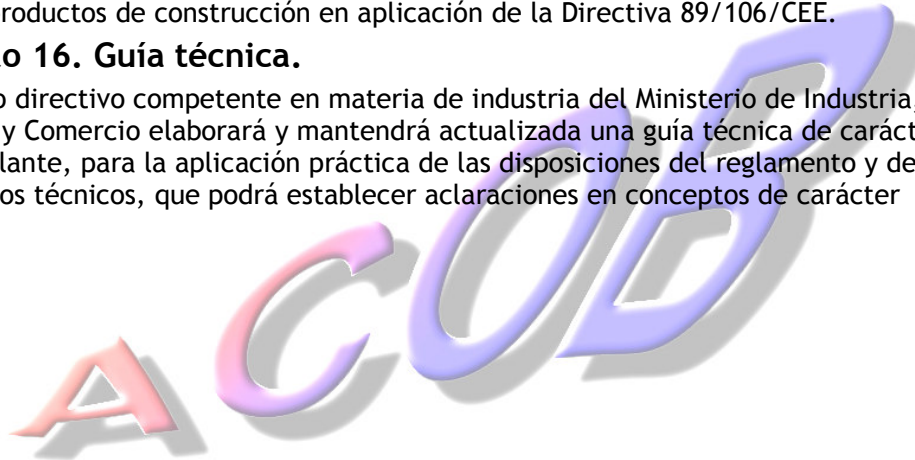 roductos de construcción en aplicación de la Directiva 89/106/CEE.
o 16. Guía técnica.
o directivo competente en materia de industria del Ministerio de Industria,
y Comercio elaborará y mantendrá actualizada una guía técnica de caráct
lante, para la aplicación práctica de las disposiciones del reglamento y de
os técnicos, que podrá establecer aclaraciones en conceptos de carácter
ACOB